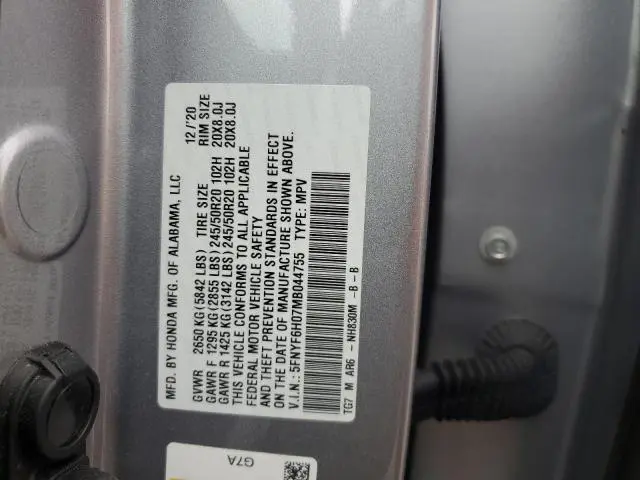 MFD. BY HONDA MFG. OF ALABAMA, LLC 12/'20
GVWR 2650 KG (5842 LBS) TIRE SIZE RIM SIZE
GAWR F 1295 KG (2855 LBS) 245/50R20 102H 20X8.0J
GAWR R 1425 KG (3142 LBS) 245/50R20 102H 20X8.0J
THIS VEHICLE CONFORMS TO ALL APPLICABLE
FEDERAL MOTOR VEHICLE SAFETY
AND THEFT PREVENTION STANDARDS IN EFFECT
ON THE DATE OF MANUFACTURE SHOWN ABOVE.
V.I.N.: 5FNYF6H07MB044755 TYPE: MPV
TG7 M AR6 -NH830M -B -B
G7A